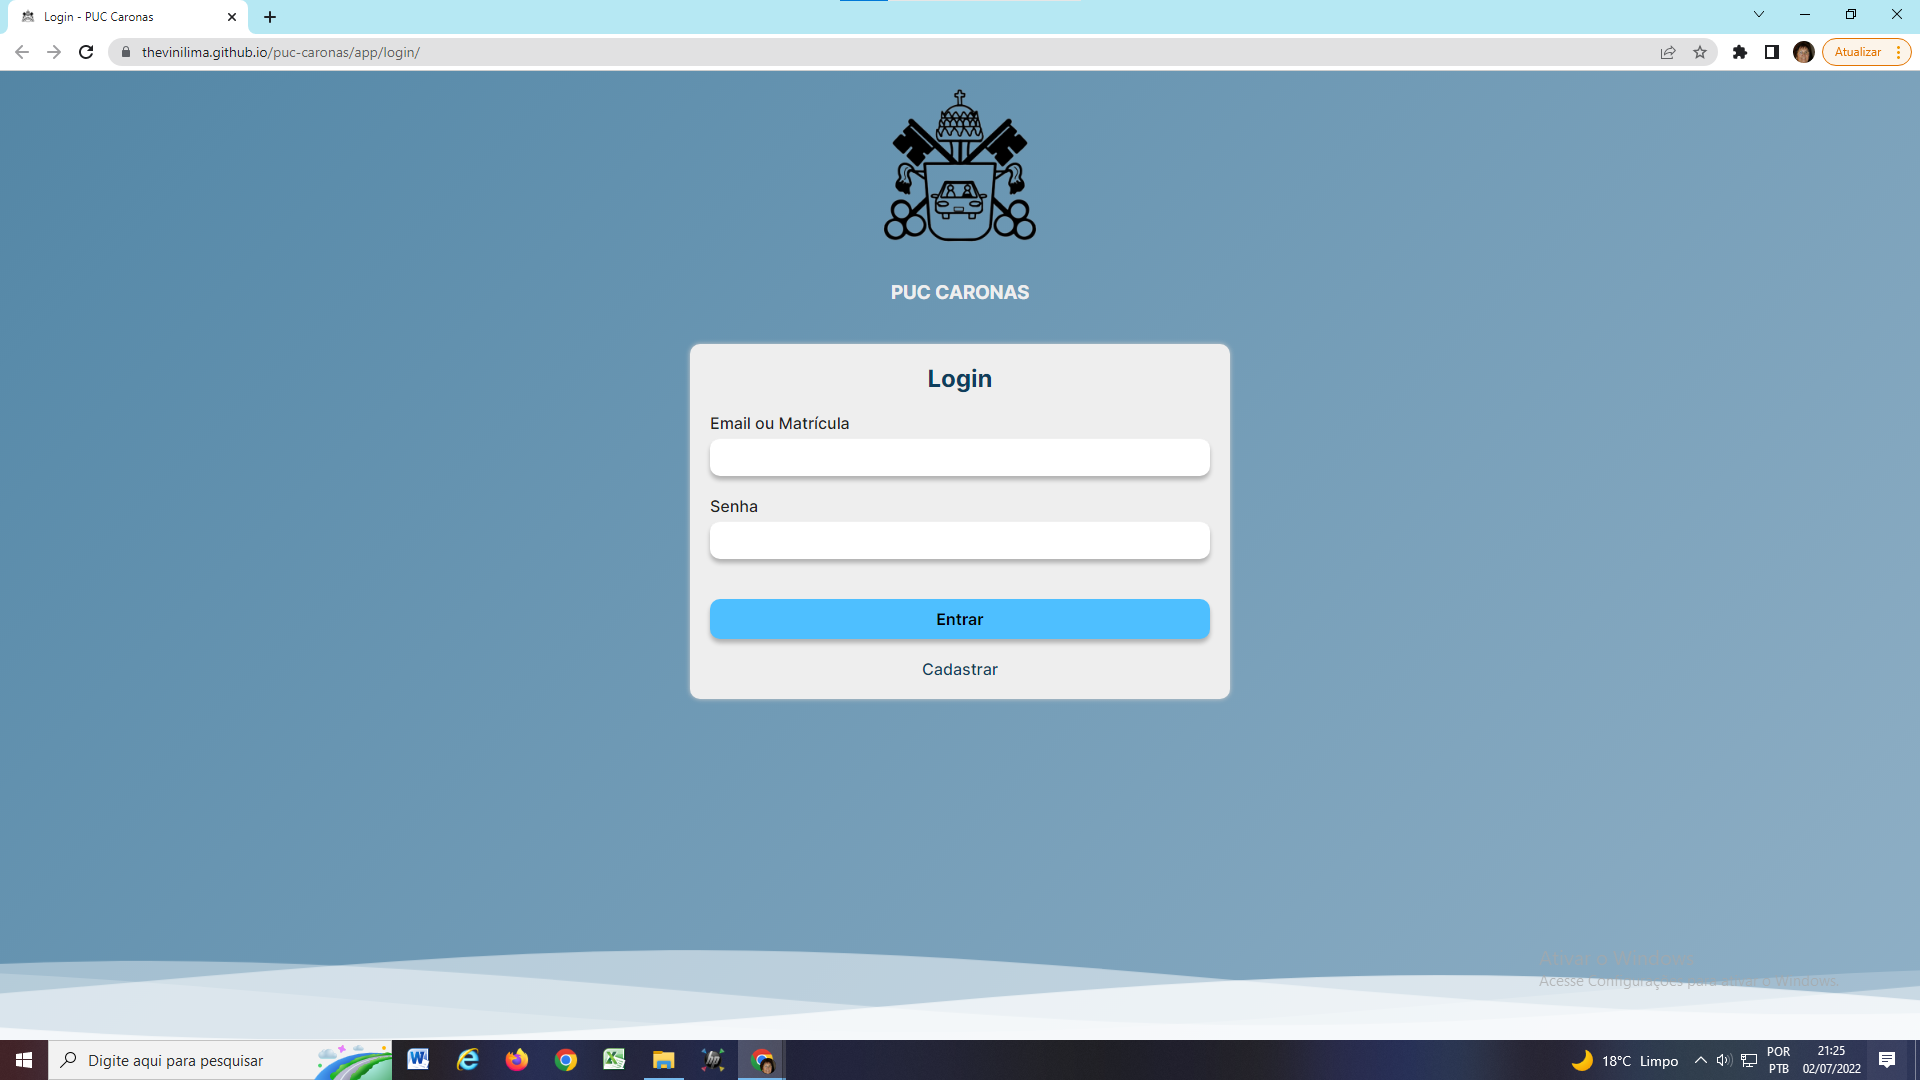 Login - PUC Caronas
thevinilima.github.io/puc-caronas/app/login/
Atualizar
PUC CARONAS
Login
Email ou Matrícula
Senha
Entrar
Cadastrar
Ativar o Windows
Acesse Configurações para ativar o Windows.
Digite aqui para pesquisar
18°C Limpo
POR
PTB
21:25
02/07/2022